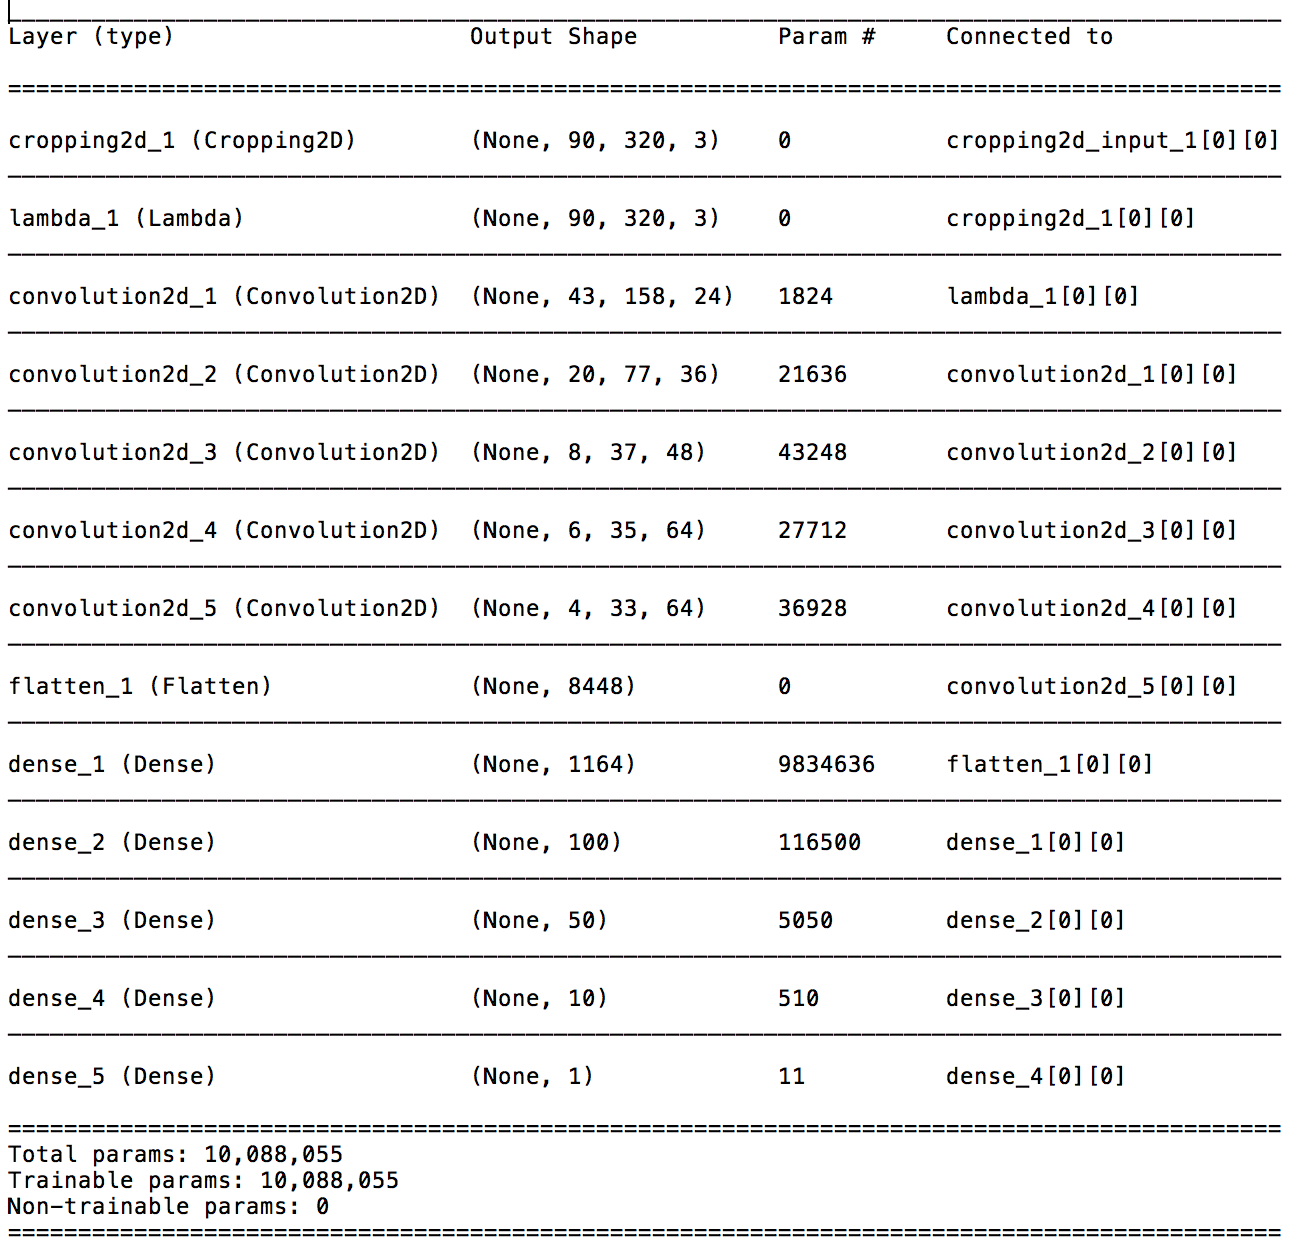 Layer (type) Output Shape Param # Connected to
==========================================================================================
cropping2d_1 (Cropping2D) (None, 90, 320, 3) 0 cropping2d_input_1[0][0]
lambda_1 (Lambda) (None, 90, 320, 3) 0 cropping2d_1[0][0]
convolution2d_1 (Convolution2D) (None, 43, 158, 24) 1824 lambda_1[0][0]
convolution2d_2 (Convolution2D) (None, 20, 77, 36) 21636 convolution2d_1[0][0]
convolution2d_3 (Convolution2D) (None, 8, 37, 48) 43248 convolution2d_2[0][0]
convolution2d_4 (Convolution2D) (None, 6, 35, 64) 27712 convolution2d_3[0][0]
convolution2d_5 (Convolution2D) (None, 4, 33, 64) 36928 convolution2d_4[0][0]
flatten_1 (Flatten) (None, 8448) 0 convolution2d_5[0][0]
dense_1 (Dense) (None, 1164) 9834636 flatten_1[0][0]
dense_2 (Dense) (None, 100) 116500 dense_1[0][0]
dense_3 (Dense) (None, 50) 5050 dense_2[0][0]
dense_4 (Dense) (None, 10) 510 dense_3[0][0]
dense_5 (Dense) (None, 1) 11 dense_4[0][0]
==========================================================================================
Total params: 10,088,055
Trainable params: 10,088,055
Non-trainable params: 0
==========================================================================================